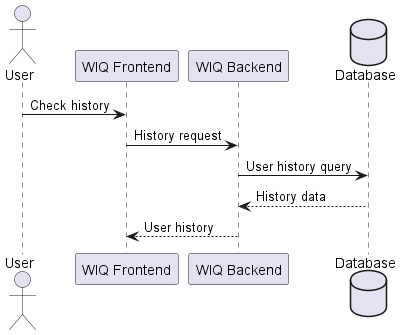 User
WIQ Frontend
WIQ Backend
Database
Check history
History request
User history query
History data
User history
User
WIQ Frontend
WIQ Backend
Database